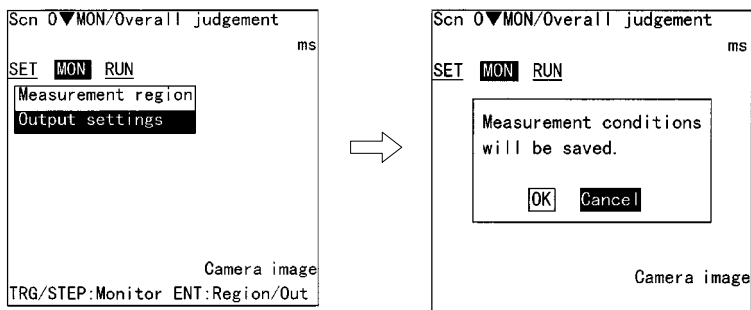 Scn 0▼MON/Overall judgement
ms
SET MON RUN
Measurement region
Output settings
Camera image
TRG/STEP:Monitor ENT:Region/Out
Scn 0▼MON/Overall judgement
ms
SET MON RUN
Measurement conditions
will be saved.
OK Cancel
Camera image